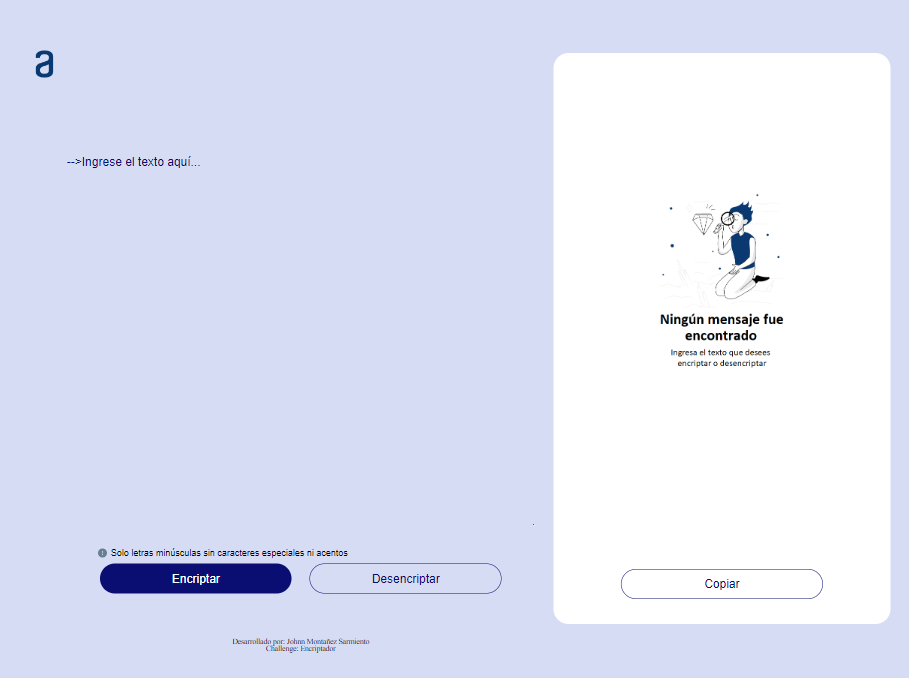 a
-->Ingrese el texto aquí...
Ningún mensaje fue
encontrado
Ingresa el texto que desees
encriptar o desencriptar
Solo letras minúsculas sin caracteres especiales ni acentos
Encriptar
Desencriptar
Copiar
Desarrollado por: Johnn Montañez Sarmiento
Challenge: Encriptador